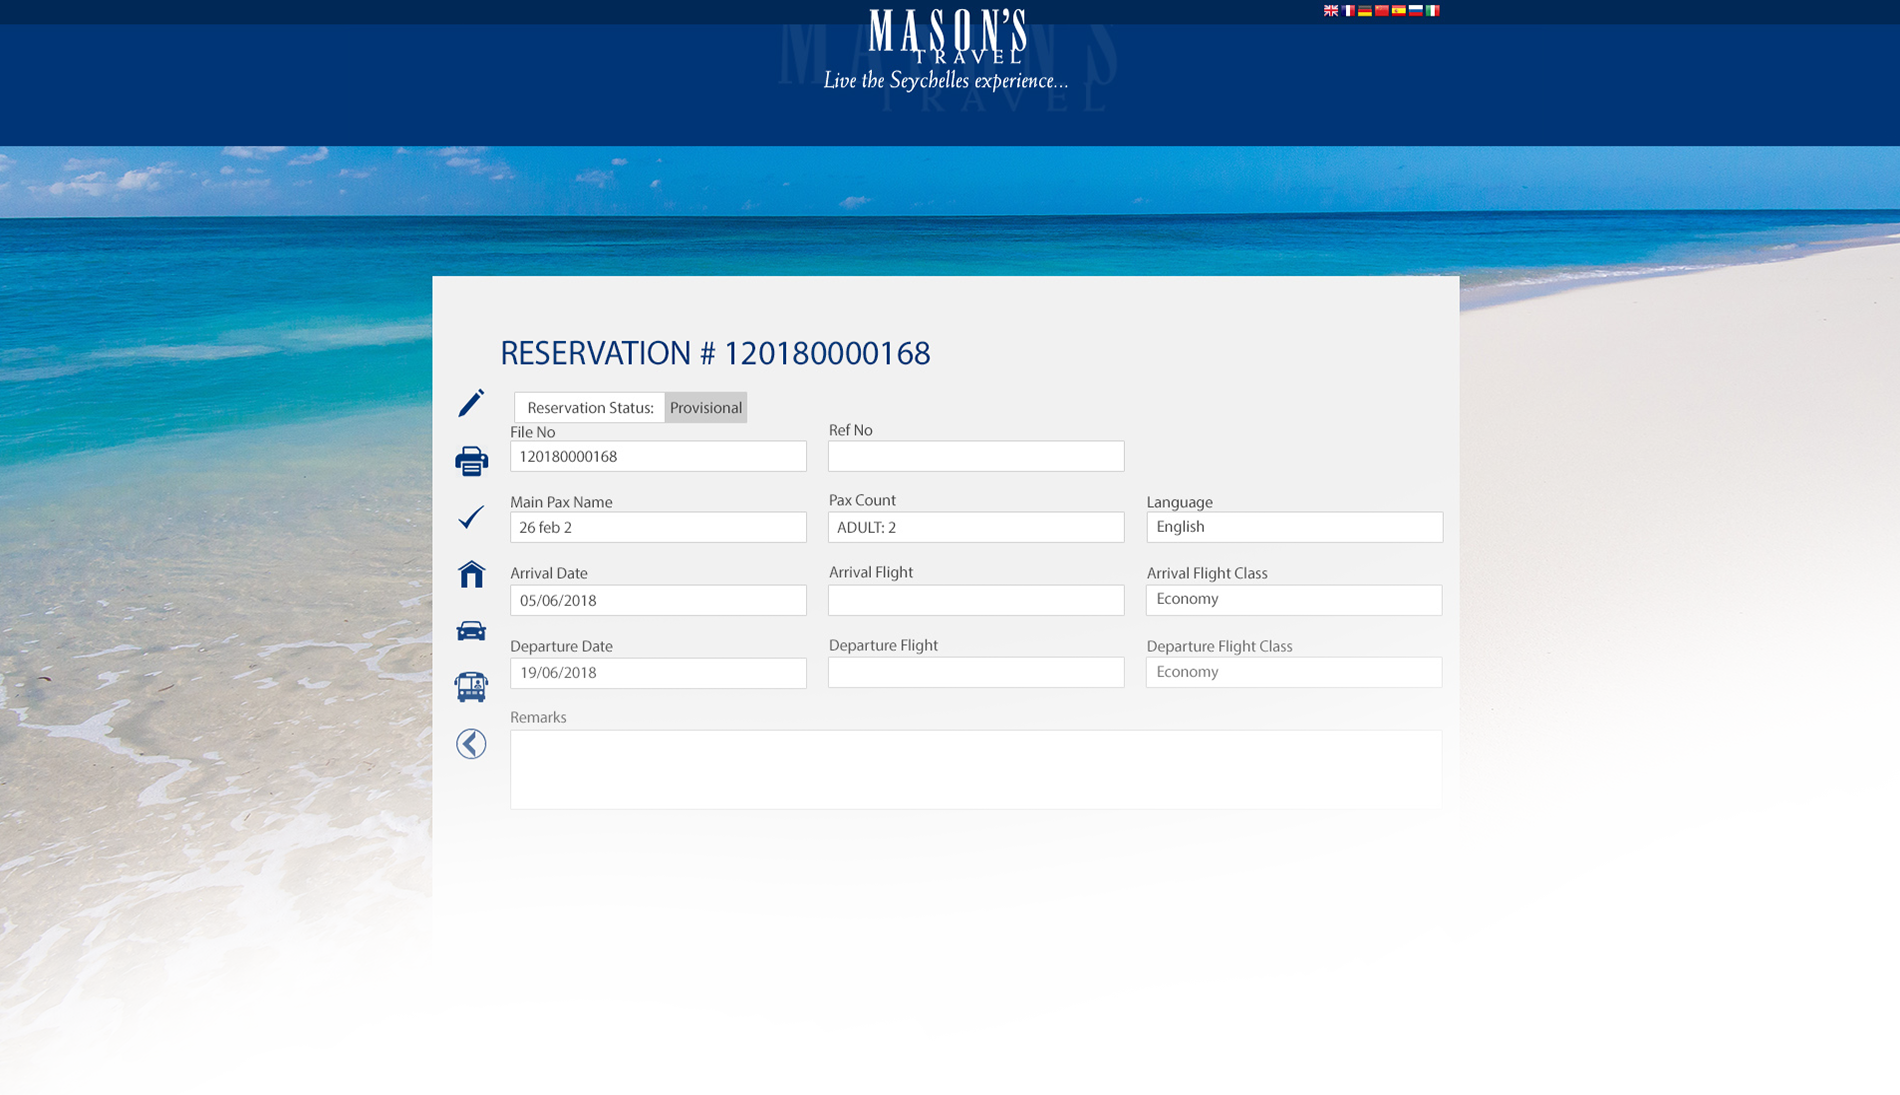 MASON'S
TRAVEL
Live the Seychelles experience...
RESERVATION # 120180000168
Reservation Status: Provisional
File No
Ref No
120180000168
Main Pax Name
Pax Count
Language
26 feb 2
ADULT: 2
English
Arrival Date
Arrival Flight
Arrival Flight Class
05/06/2018
Economy
Departure Date
Departure Flight
Departure Flight Class
19/06/2018
Economy
Remarks